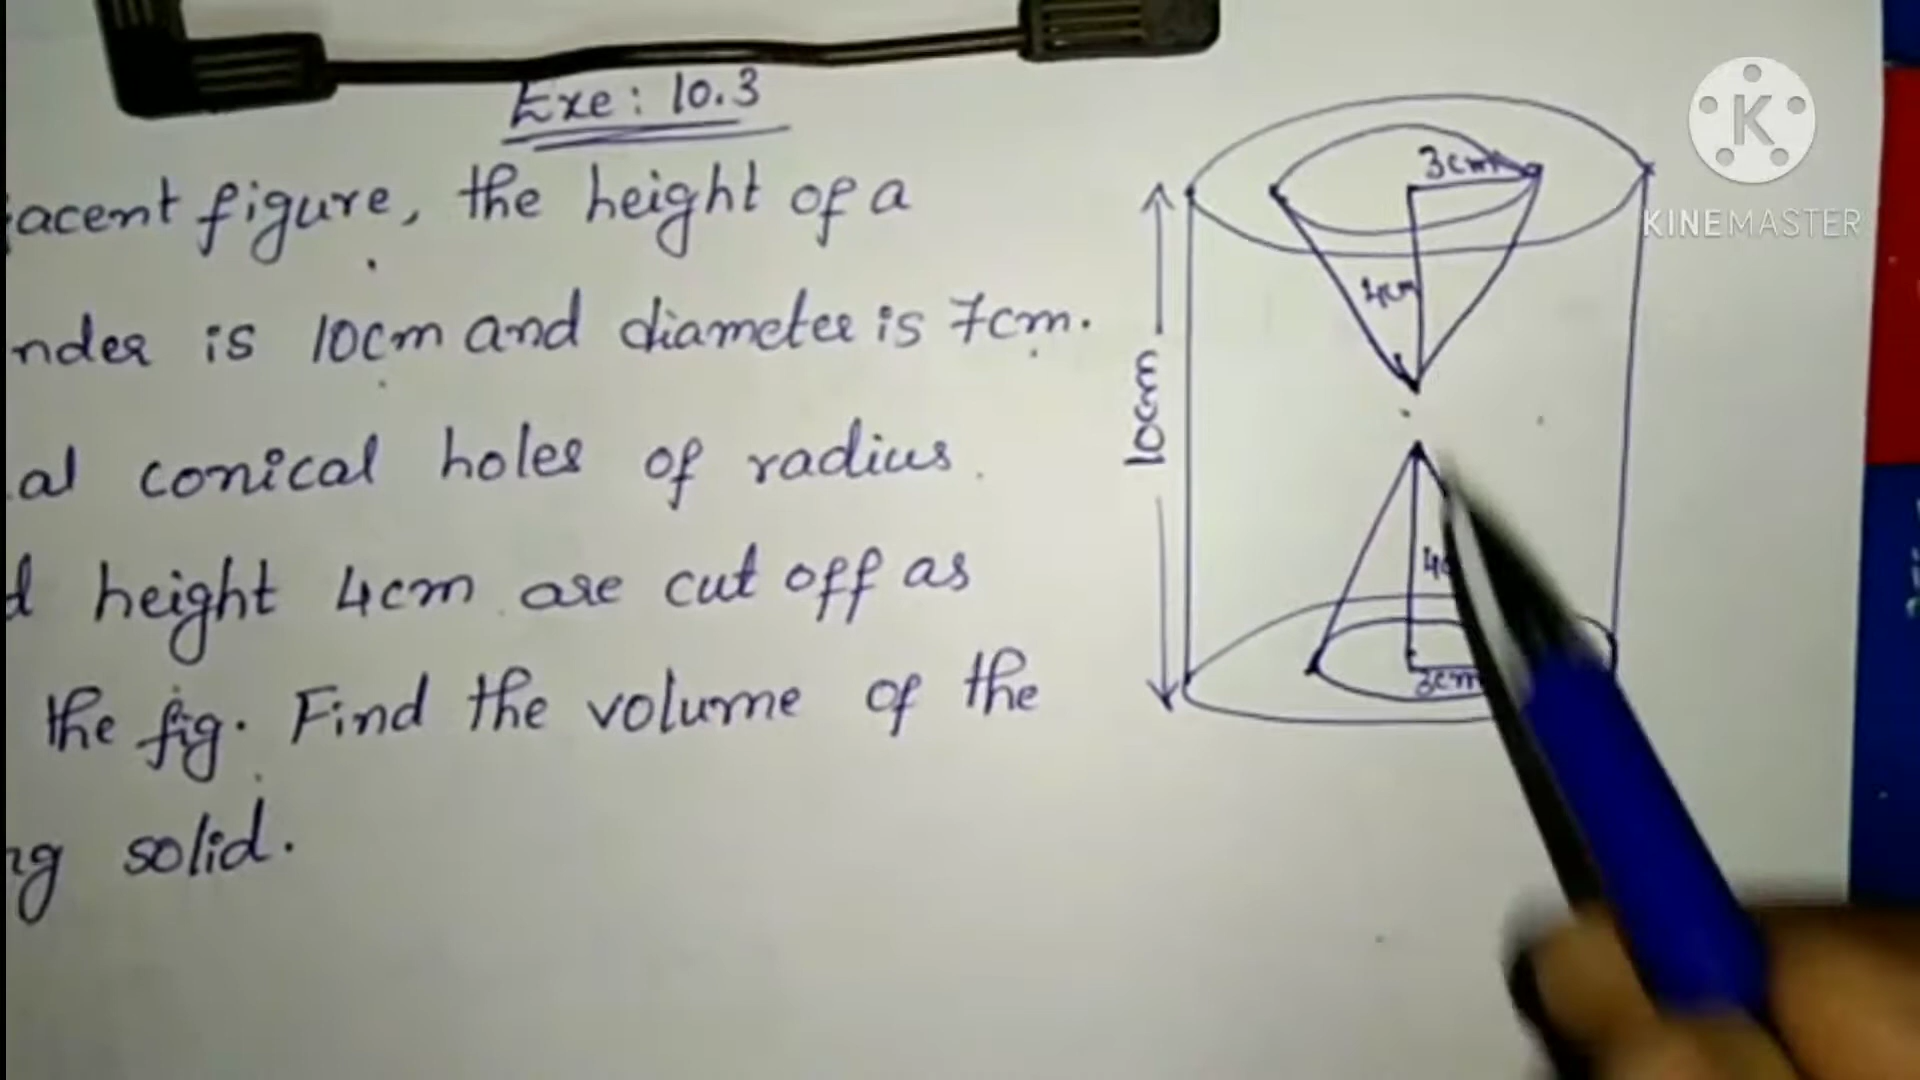 Exe: 10.3
acent figure, the height of a
nder is 10cm and diameter is 7cm.
al conical holes of radius
d height 4cm are cut off as
the fig. Find the volume of the
ng solid.
3cm
4cm
10cm
3cm
K
KINEMASTER